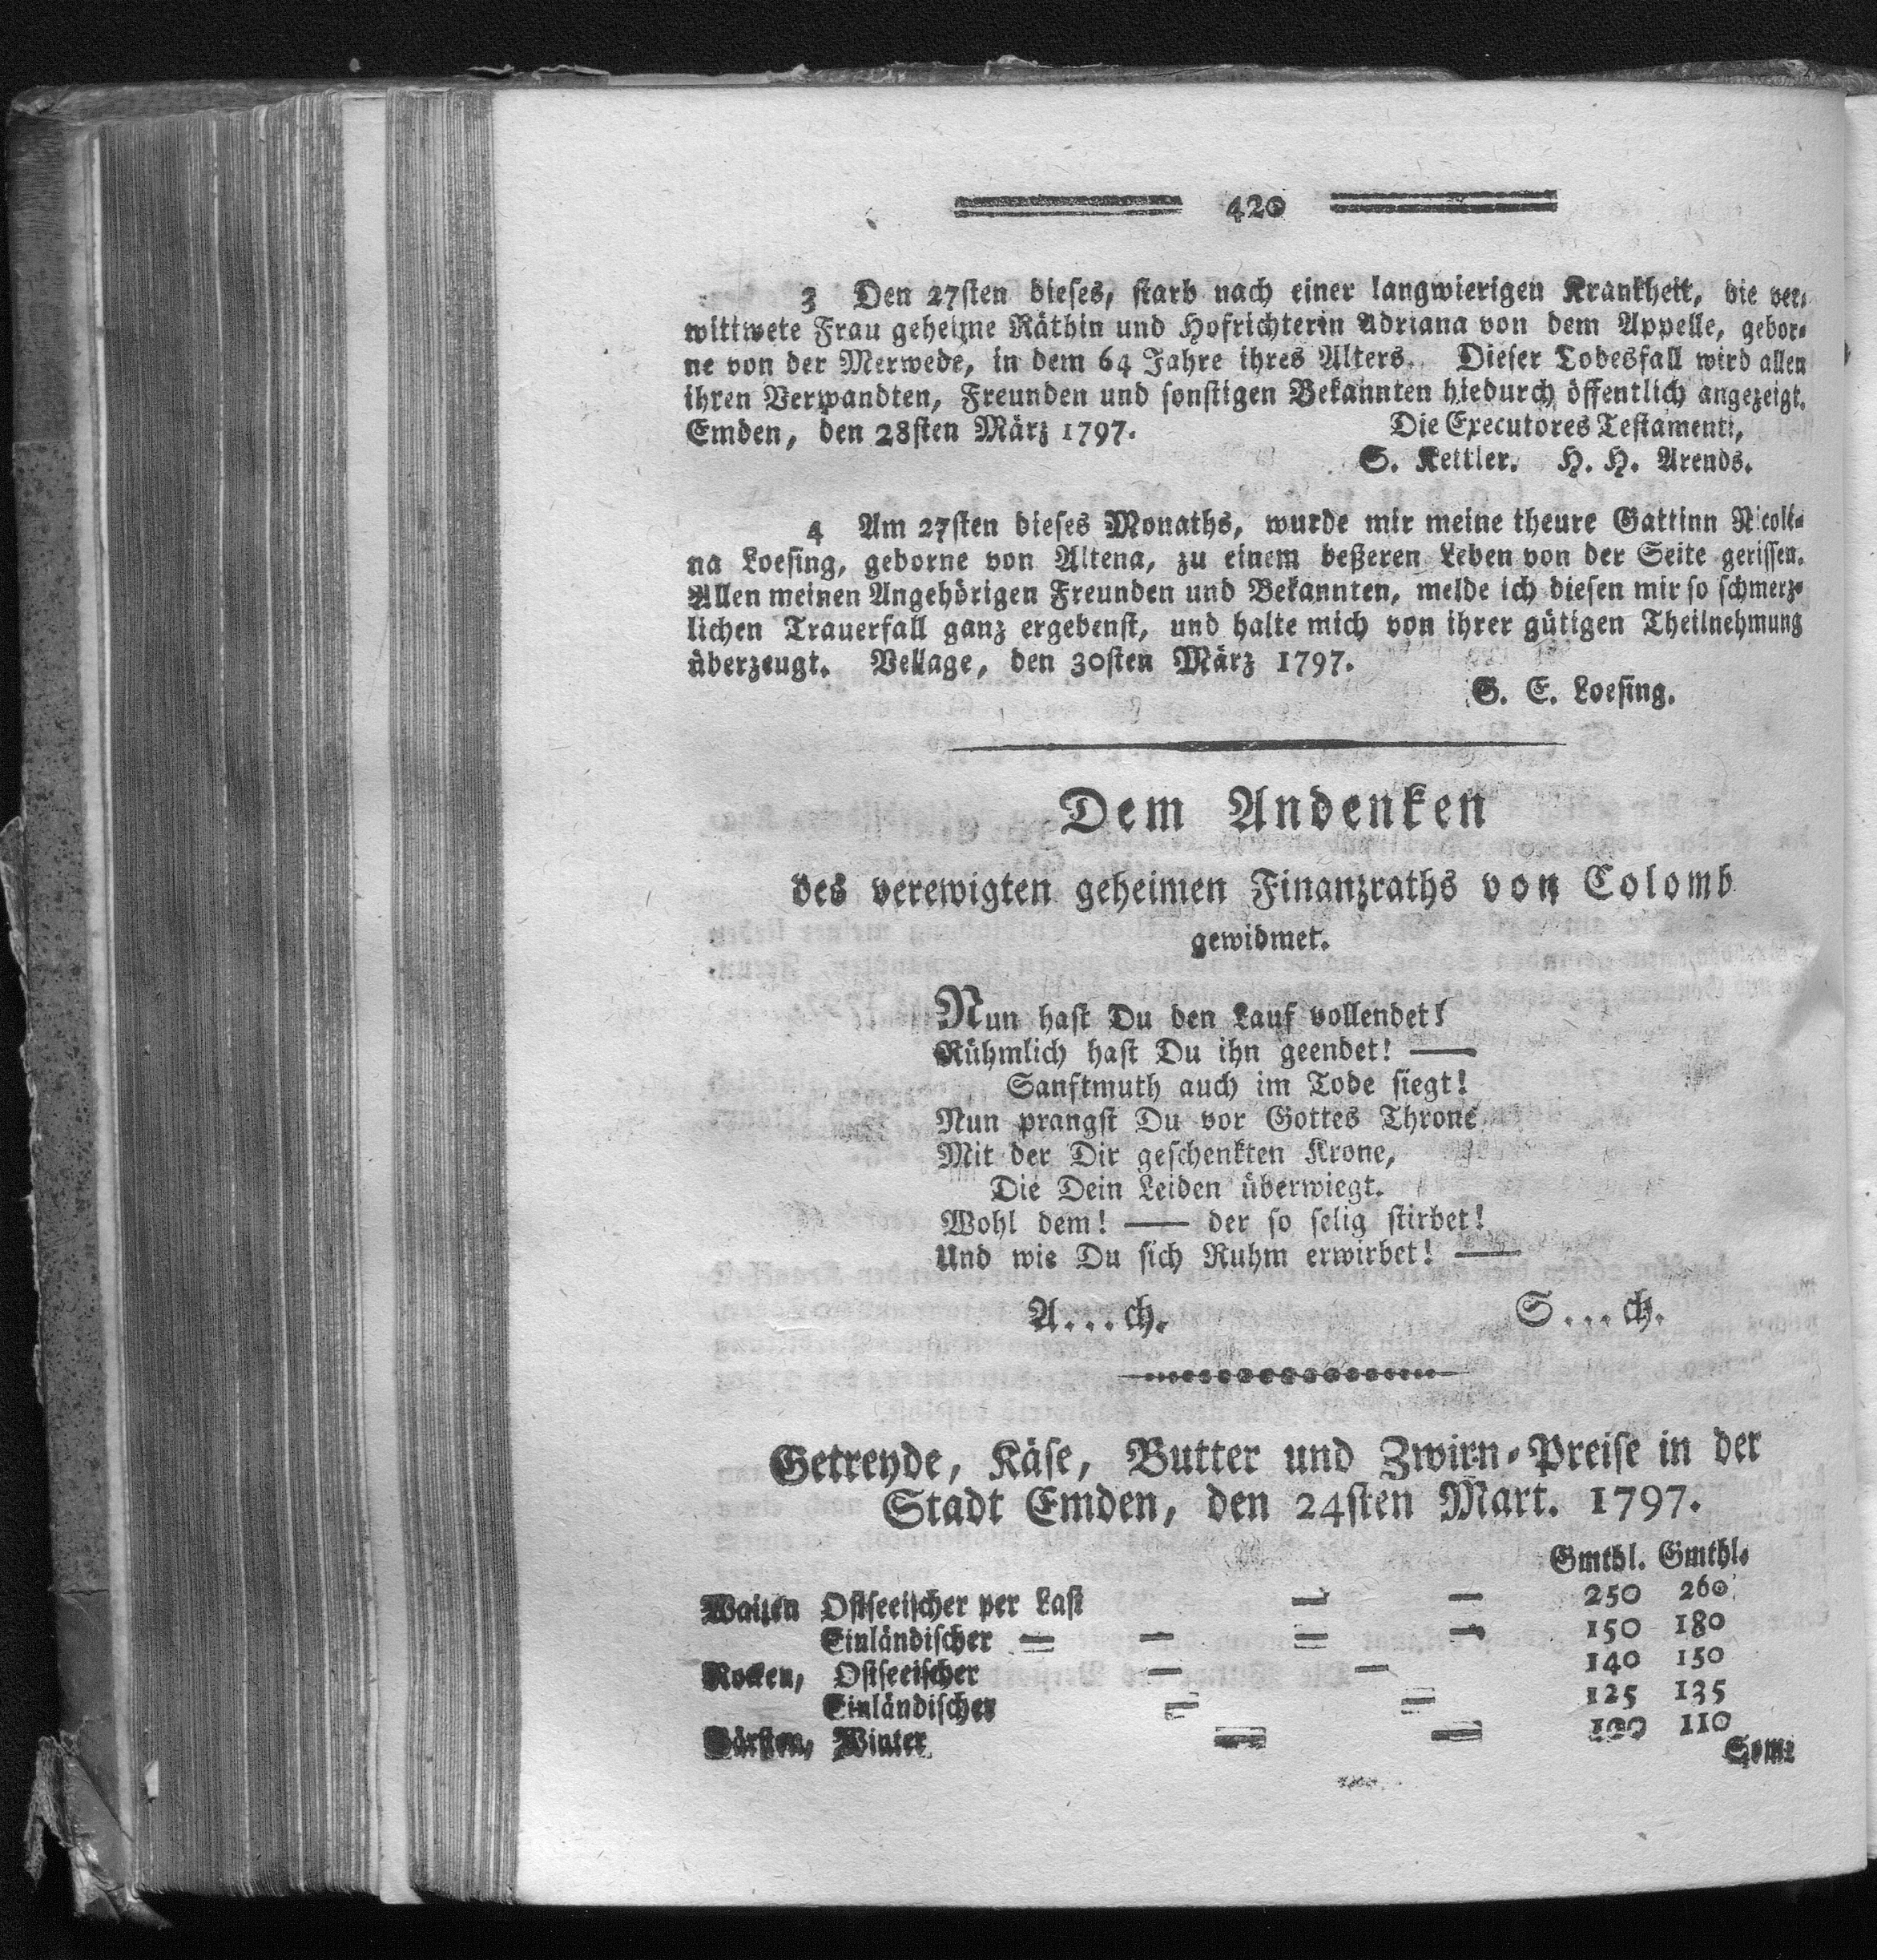 420
3 Den 27sten dieses, starb nach einer langwierigen Krankheit, die ver-
wittwete Frau geheime Räthin und Hofrichterin Adriana von dem Appelle, gebor-
ne von der Merwede, in dem 64 Jahre ihres Alters. Dieser Todesfall wird allen
ihren Verwandten, Freunden und sonstigen Bekannten hiedurch öffentlich angezeigt.
Emden, den 28sten März 1797. Die Executores Testamenti,
S. Kettler. H. H. Arends.
4 Am 27sten dieses Monaths, wurde mir meine theure Gattinn Nicoli-
na Loesing, geborne von Altena, zu einem beßeren Leben von der Seite gerissen.
Allen meinen Angehörigen Freunden und Bekannten, melde ich diesen mir so schmerz-
lichen Trauerfall ganz ergebenst, und halte mich von ihrer gütigen Theilnehmung
überzeugt. Vellage, den 30sten März 1797.
G. E. Loesing.
Dem Andenken
des verewigten geheimen Finanzraths von Colomb
gewidmet.
Nun hast Du den Lauf vollendet!
Rühmlich hast Du ihn geendet! —
Sanftmuth auch im Tode siegt!
Nun prangst Du vor Gottes Throne
Mit der Dir geschenkten Krone,
Die Dein Leiden überwiegt.
Wohl dem! — der so selig stirbet!
Und wie Du sich Ruhm erwirbet! —
A...ch. S...ch.
Getreyde, Käse, Butter und Zwirn-Preise in der
Stadt Emden, den 24sten Mart. 1797.
Gmthl. Gmthl.
Waizen Ostseeischer per Last — — 250 260
Einländischer — — — — 150 180
Rocken, Ostseeischer — — 140 150
Einländischer — — 125 135
Gärsten, Winter — — 100 110
Som-